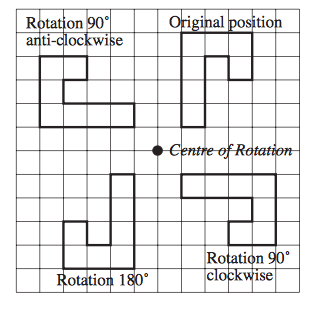 Rotation 90°
anti-clockwise
Original position
Centre of Rotation
Rotation 180°
Rotation 90°
clockwise